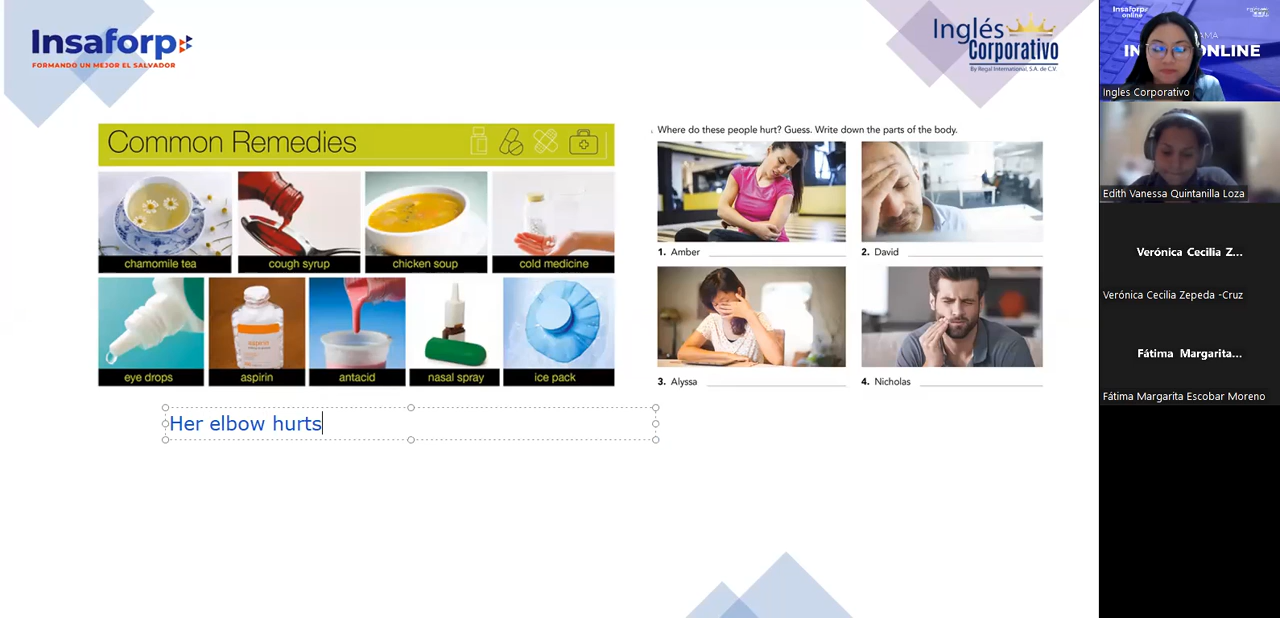 Insaforp
FORMANDO UN MEJOR EL SALVADOR
Inglés
Corporativo
By Regal International, S.A. de C.V.
Common Remedies
chamomile tea
cough syrup
chicken soup
cold medicine
eye drops
aspirin
antacid
nasal spray
ice pack
Where do these people hurt? Guess. Write down the parts of the body.
1. Amber
2. David
3. Alyssa
4. Nicholas
Her elbow hurts
Insaforp
online
ONLINE
Ingles Corporativo
Edith Vanessa Quintanilla Loza
Verónica Cecilia Z...
Verónica Cecilia Zepeda -Cruz
Fátima Margarita...
Fátima Margarita Escobar Moreno